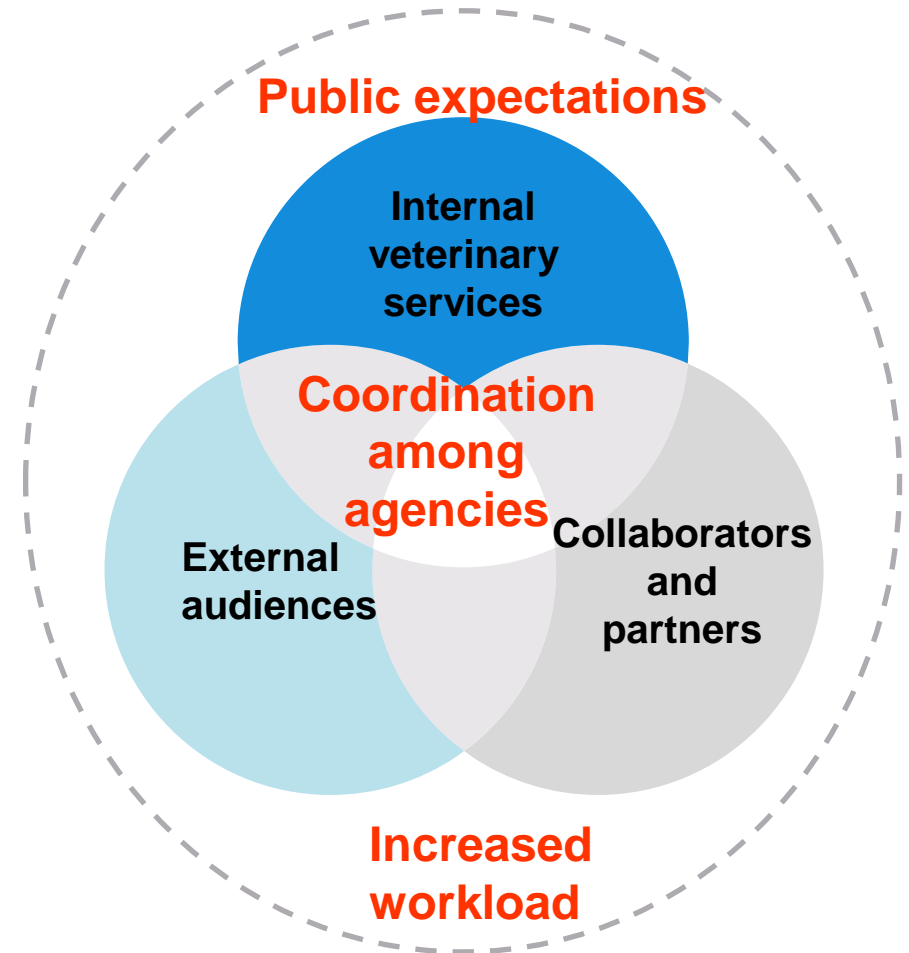 Public expectations
Internal
veterinary
services
Coordination
among
agencies
External
audiences
Collaborators
and
partners
Increased
workload